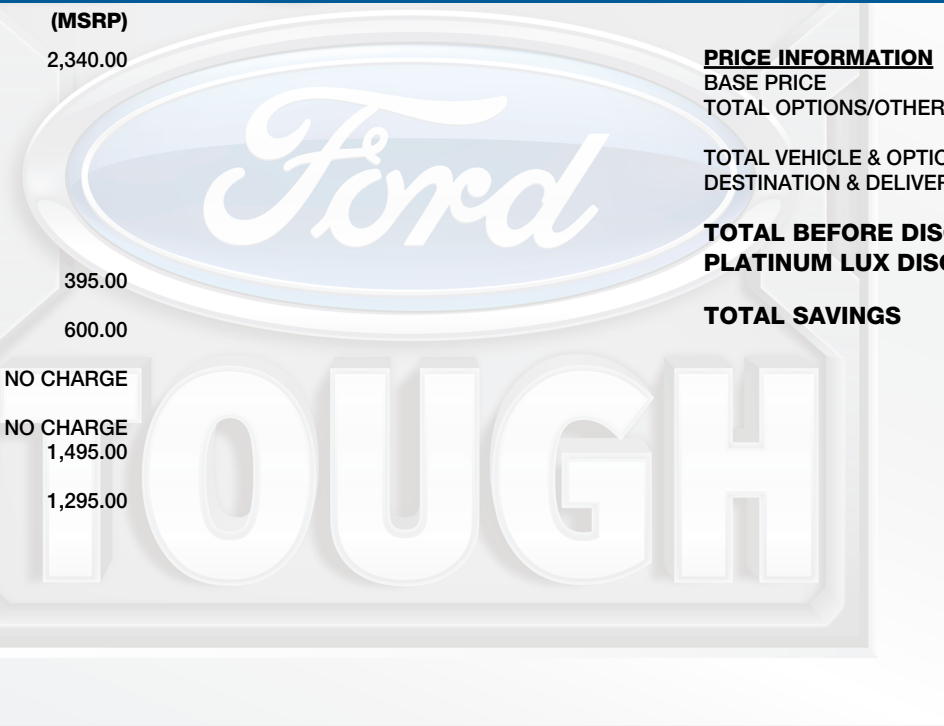 (MSRP)
2,340.00
395.00
600.00
NO CHARGE
NO CHARGE
1,495.00
1,295.00
PRICE INFORMATION
BASE PRICE
TOTAL OPTIONS/OTHER
TOTAL VEHICLE & OPTIO
DESTINATION & DELIVER
TOTAL BEFORE DISC
PLATINUM LUX DISC
TOTAL SAVINGS
Ford
TOUGH